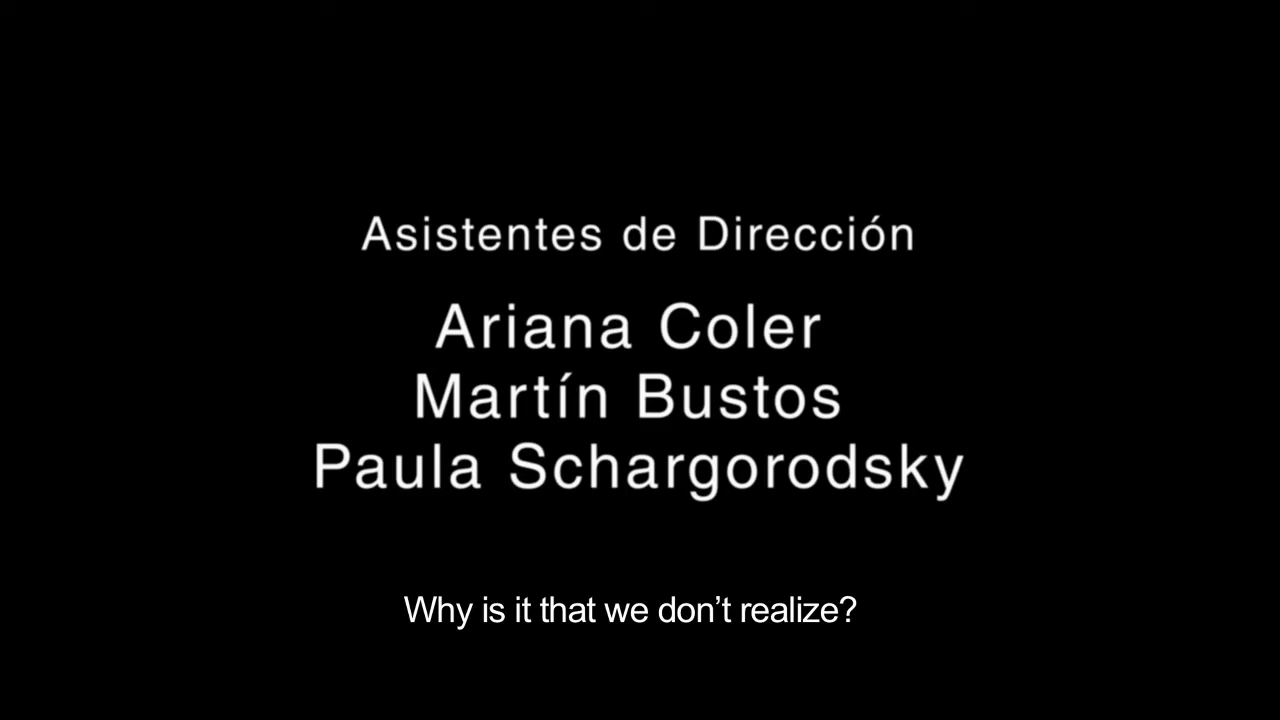 Asistentes de Dirección
Ariana Coler
Martín Bustos
Paula Schargorodsky
Why is it that we don’t realize?